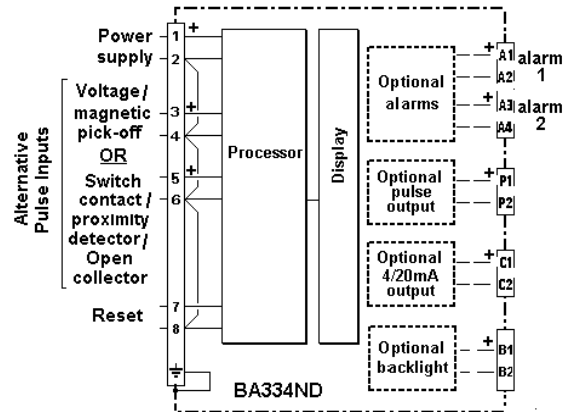 Power
supply
1 +
2
Alternative
Pulse Inputs
Voltage /
magnetic
pick-off
OR
Switch
contact /
proximity
detector /
Open
collector
3 +
4
5 +
6
Reset
7
8
Processor
Display
Optional
alarms
+ A1
A2
alarm
1
+ A3
A4
alarm
2
Optional
pulse
output
+ P1
P2
Optional
4/20mA
output
+ C1
C2
Optional
backlight
+ B1
B2
BA334ND